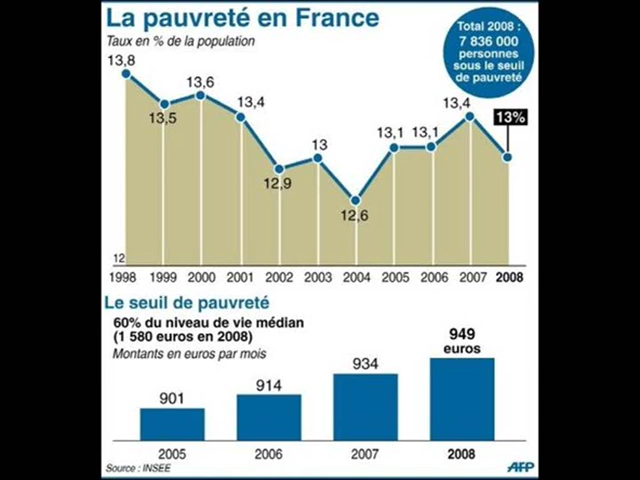 La pauvreté en France
Taux en % de la population
Total 2008 :
7 836 000
personnes
sous le seuil
de pauvreté
13,8
13,5
13,6
13,4
12,9
13
12,6
13,1
13,1
13,4
13%
12
1998 1999 2000 2001 2002 2003 2004 2005 2006 2007 2008
Le seuil de pauvreté
60% du niveau de vie médian
(1 580 euros en 2008)
Montants en euros par mois
901
914
934
949
euros
2005 2006 2007 2008
Source : INSEE
AFP